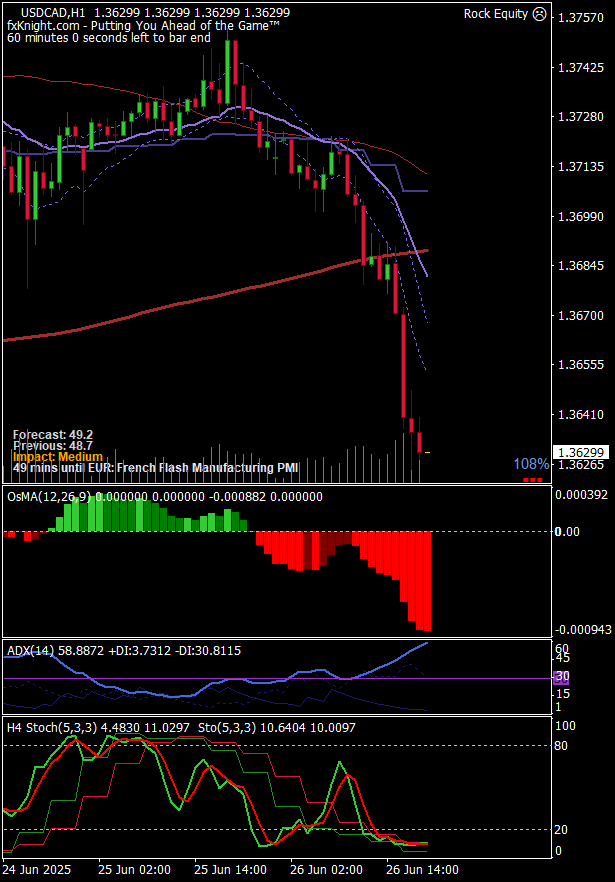 USDCAD,H1 1.36299 1.36299 1.36299 1.36299
Rock Equity ☹
fxKnight.com - Putting You Ahead of the Game™
60 minutes 0 seconds left to bar end
1.37570
1.37425
1.37280
1.37135
1.36990
1.36845
1.36700
1.36555
1.36410
1.36299
1.36265
Forecast: 49.2
Previous: 48.7
Impact: Medium
49 mins until EUR: French Flash Manufacturing PMI
108%
OsMA(12,26,9) 0.000000 0.000000 -0.000882 0.000000
0.000392
0.00
-0.000943
ADX(14) 58.8872 +DI:3.7312 -DI:30.8115
60
45
30
15
1
H4 Stoch(5,3,3) 4.4830 11.0297 Sto(5,3,3) 10.6404 10.0097
100
80
20
0
24 Jun 2025
25 Jun 02:00
25 Jun 14:00
26 Jun 02:00
26 Jun 14:00